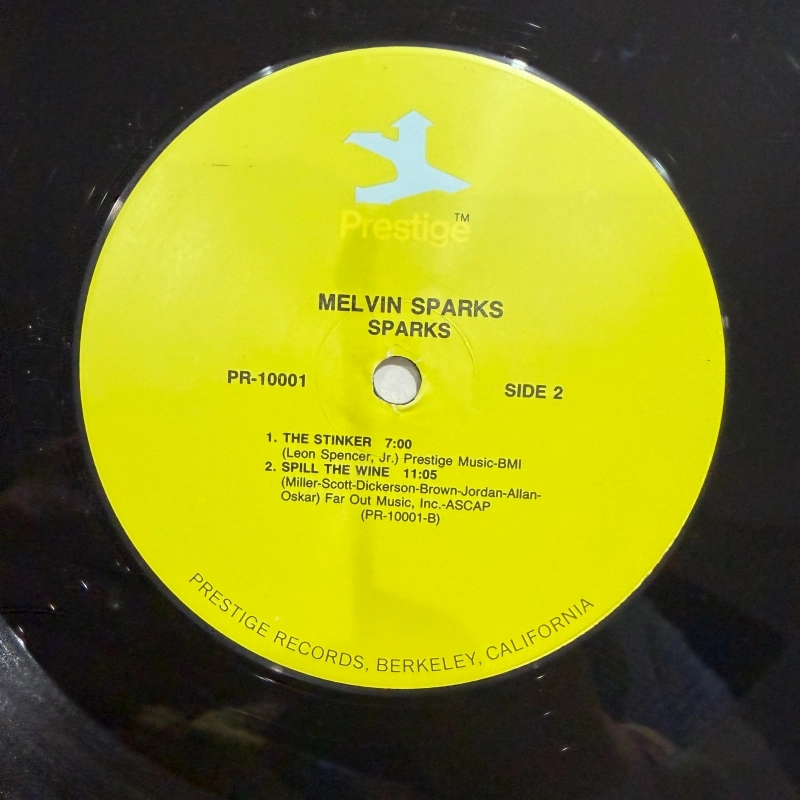 Prestige™
MELVIN SPARKS
SPARKS
PR-10001
SIDE 2
1. THE STINKER 7:00
(Leon Spencer, Jr.) Prestige Music-BMI
2. SPILL THE WINE 11:05
(Miller-Scott-Dickerson-Brown-Jordan-Allan-
Oskar) Far Out Music, Inc.-ASCAP
(PR-10001-B)
PRESTIGE RECORDS, BERKELEY, CALIFORNIA